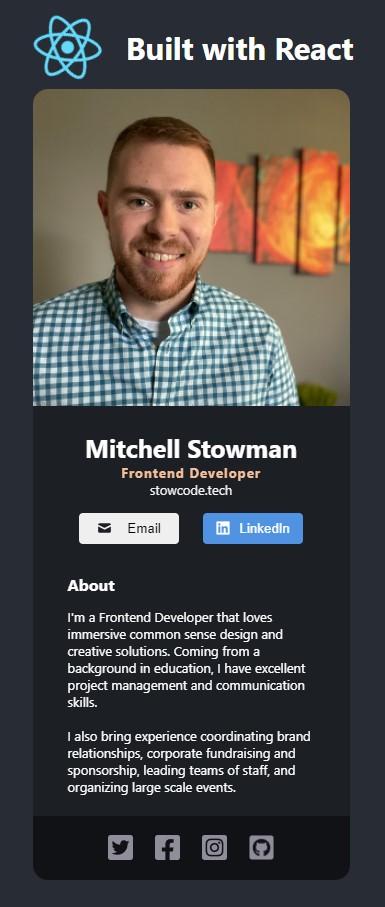 Built with React
Mitchell Stowman
Frontend Developer
stowcode.tech
Email
LinkedIn
About
I'm a Frontend Developer that loves
immersive common sense design and
creative solutions. Coming from a
background in education, I have excellent
project management and communication
skills.
I also bring experience coordinating brand
relationships, corporate fundraising and
sponsorship, leading teams of staff, and
organizing large scale events.